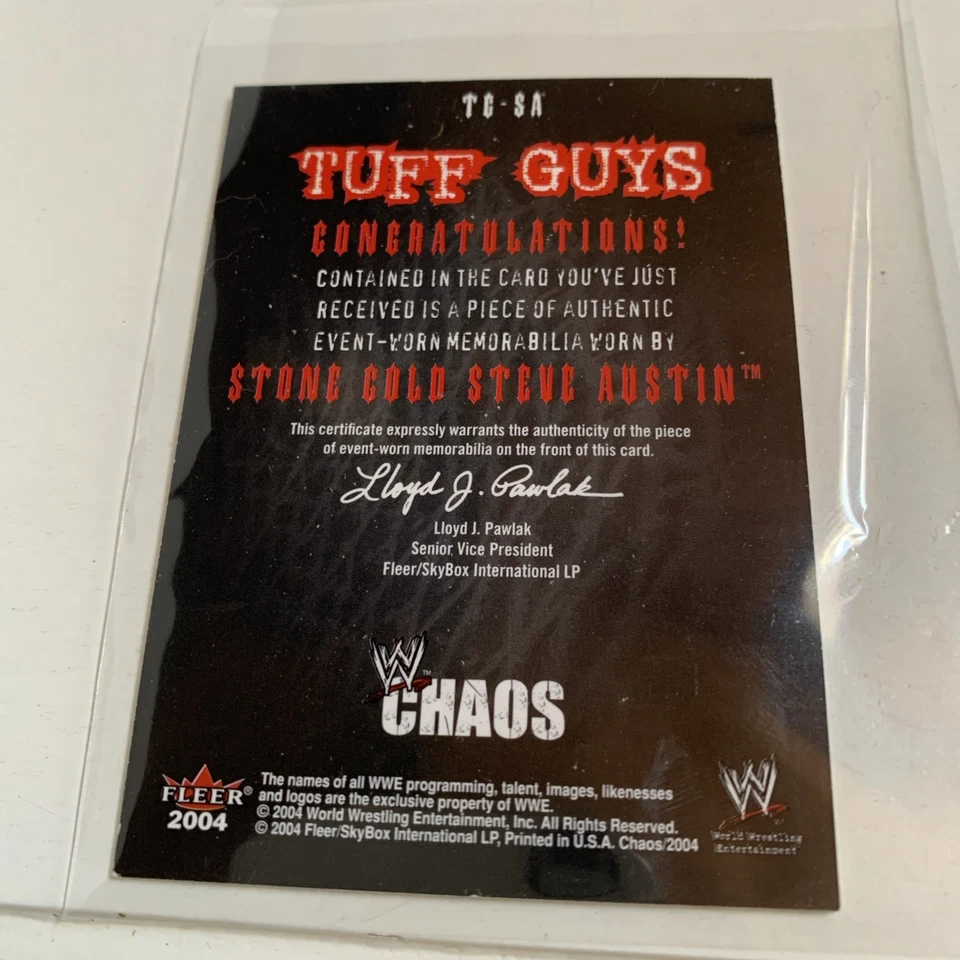 TG-SA
TUFF GUYS
CONGRATULATIONS!
CONTAINED IN THE CARD YOU'VE JUST
RECEIVED IS A PIECE OF AUTHENTIC
EVENT-WORN MEMORABILIA WORN BY
STONE COLD STEVE AUSTIN™
This certificate expressly warrants the authenticity of the piece
of event-worn memorabilia on the front of this card.
Lloyd J. Pawlak
Lloyd J. Pawlak
Senior Vice President
Fleer/SkyBox International LP
W™
CHAOS
FLEER®
2004
The names of all WWE programming, talent, images, likenesses
and logos are the exclusive property of WWE.
© 2004 World Wrestling Entertainment, Inc. All Rights Reserved.
© 2004 Fleer/SkyBox International LP, Printed in U.S.A. Chaos/2004
W
World Wrestling
Entertainment™